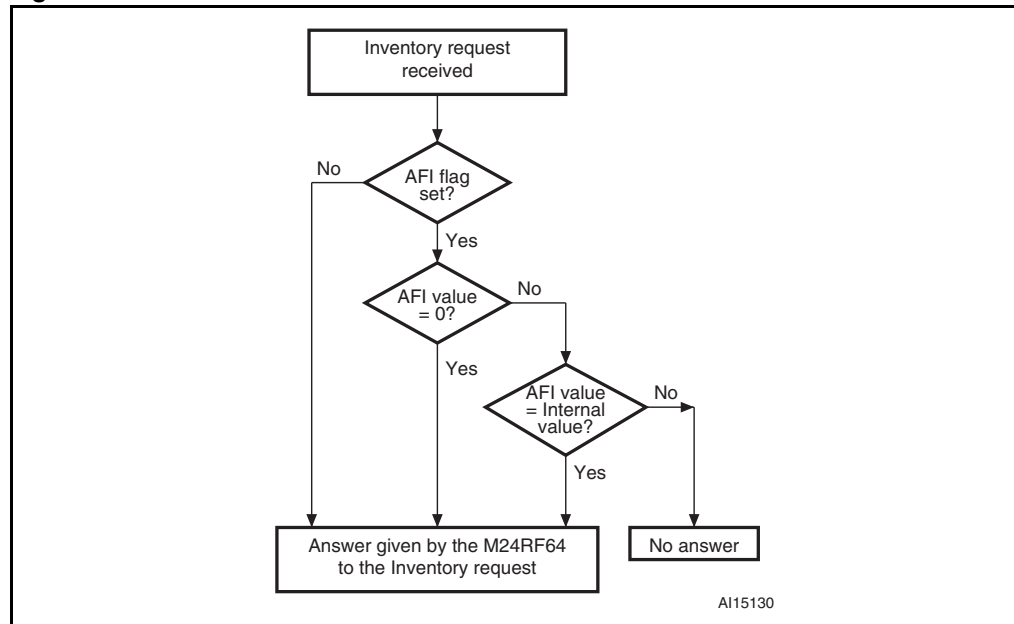 Inventory request
received
No
AFI flag
set?
Yes
AFI value
= 0?
No
Yes
AFI value
= Internal
value?
No
Yes
Answer given by the M24RF64
to the Inventory request
No answer
AI15130